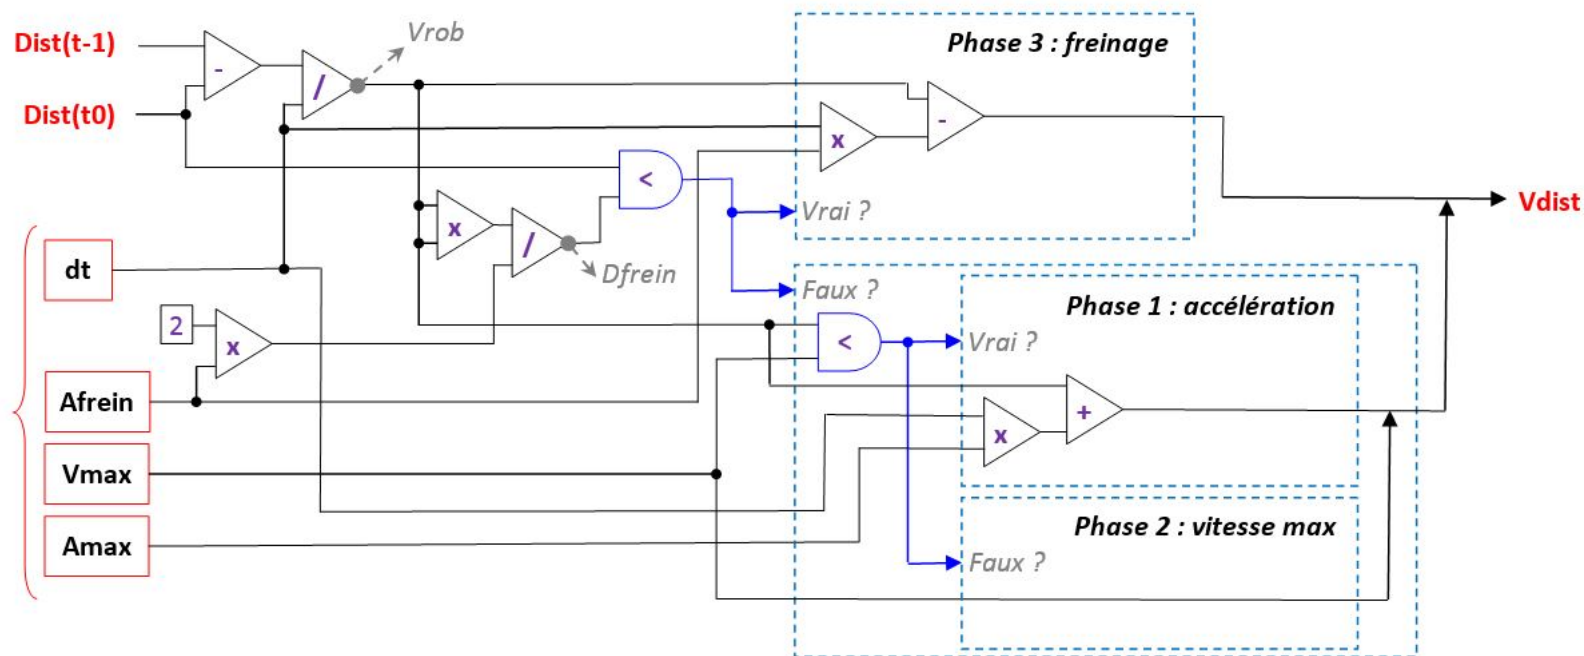 Dist(t-1)
-
/
Vrob
Phase 3 : freinage
Dist(t0)
x
-
<
Vrai ?
Vdist
x
/
dt
Dfrein
Faux ?
Phase 1 : accélération
2
x
<
Vrai ?
Afrein
x
+
Vmax
Phase 2 : vitesse max
Amax
Faux ?